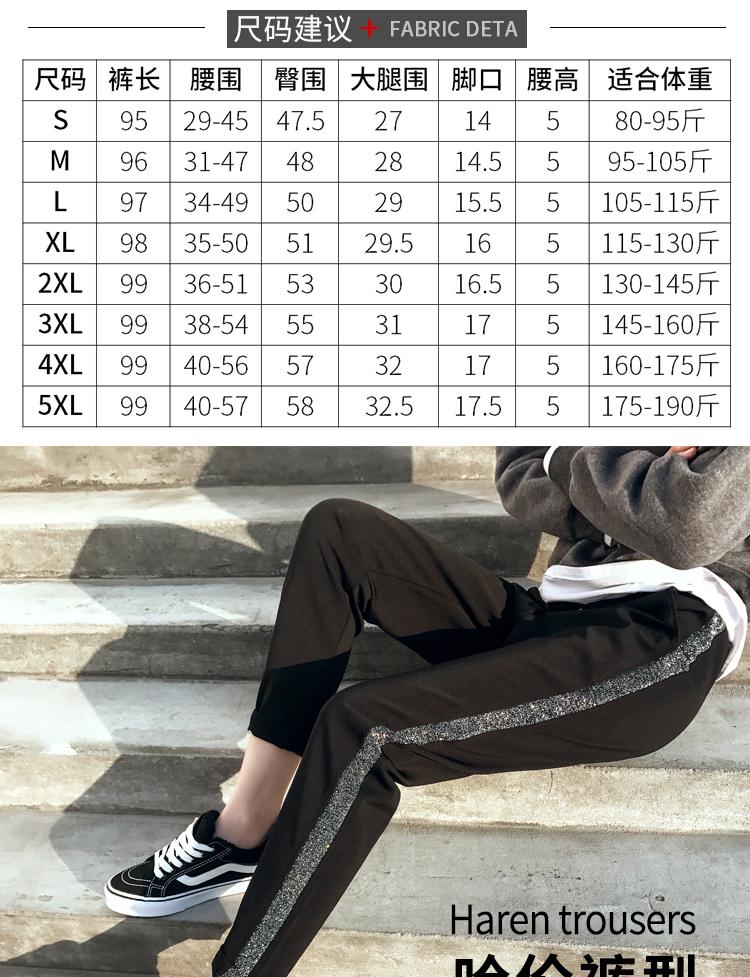 尺码建议 + FABRIC DETA
尺码 裤长 腰围 臀围 大腿围 脚口 腰高 适合体重
S 95 29-45 47.5 27 14 5 80-95斤
M 96 31-47 48 28 14.5 5 95-105斤
L 97 34-49 50 29 15.5 5 105-115斤
XL 98 35-50 51 29.5 16 5 115-130斤
2XL 99 36-51 53 30 16.5 5 130-145斤
3XL 99 38-54 55 31 17 5 145-160斤
4XL 99 40-56 57 32 17 5 160-175斤
5XL 99 40-57 58 32.5 17.5 5 175-190斤
Haren trousers
哈伦裤型